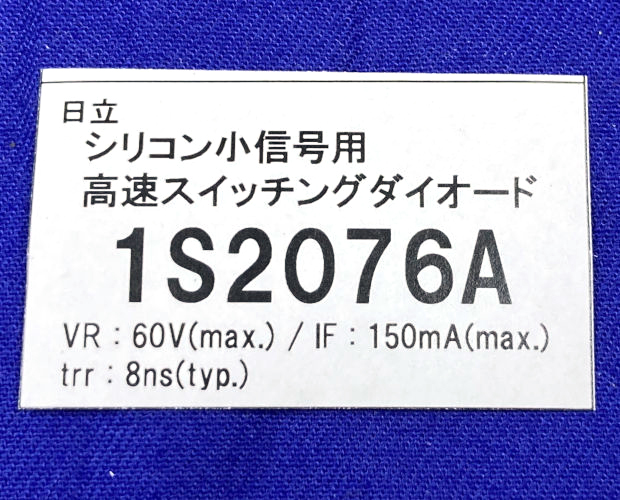 日立
シリコン小信号用
高速スイッチングダイオード
1S2076A
VR : 60V(max.) / IF : 150mA(max.)
trr : 8ns(typ.)